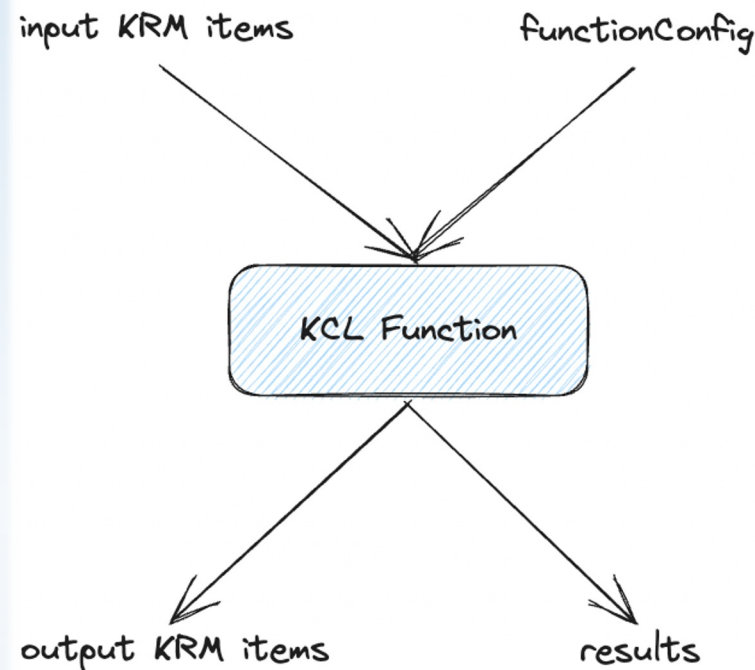 input KRM items
functionConfig
KCL Function
output KRM items
results